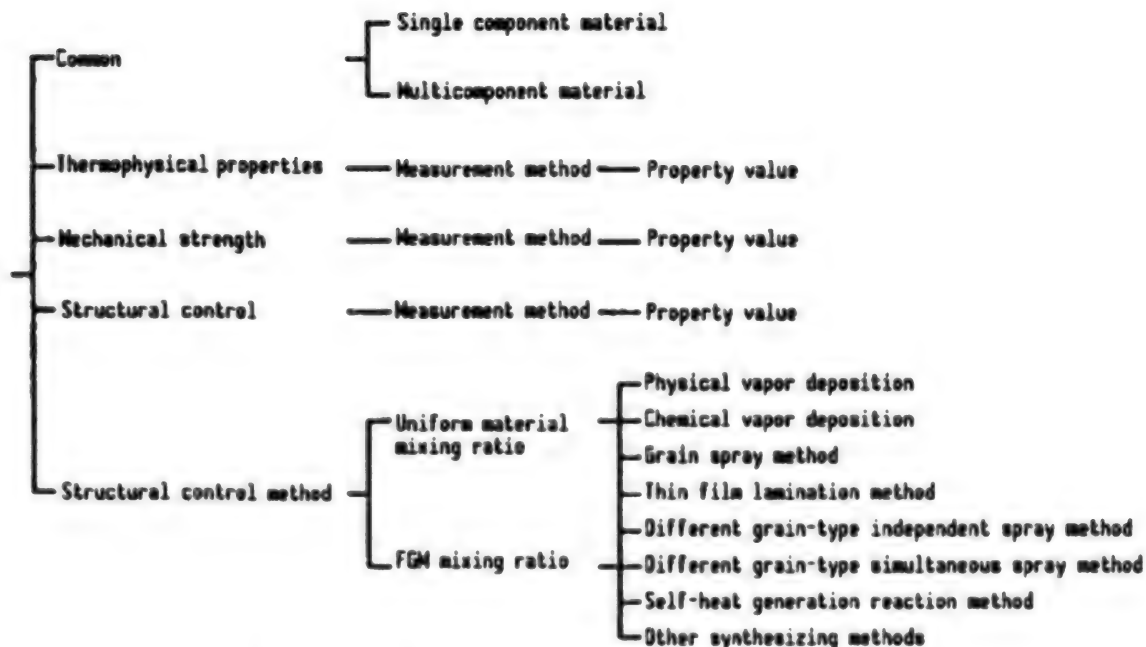 Common
Single component material
Multicomponent material
Thermophysical properties
Measurement method
Property value
Mechanical strength
Measurement method
Property value
Structural control
Measurement method
Property value
Structural control method
Uniform material
mixing ratio
FGM mixing ratio
Physical vapor deposition
Chemical vapor deposition
Grain spray method
Thin film lamination method
Different grain-type independent spray method
Different grain-type simultaneous spray method
Self-heat generation reaction method
Other synthesizing methods